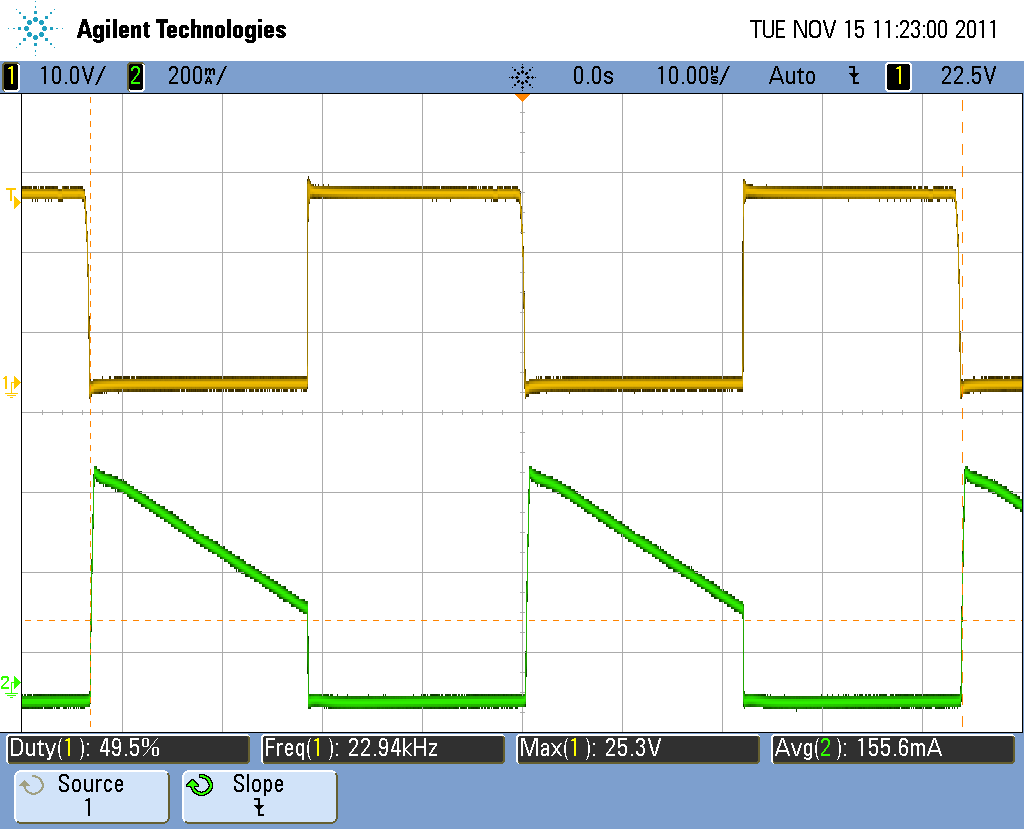 Agilent Technologies TUE NOV 15 11:23:00 2011
1 10.0V/ 2 200mA/ 0.0s 10.00µs/ Auto 1 22.5V
T
1
2
Duty(1): 49.5% Freq(1): 22.94kHz Max(1): 25.3V Avg(2): 155.6mA
Source Slope
1